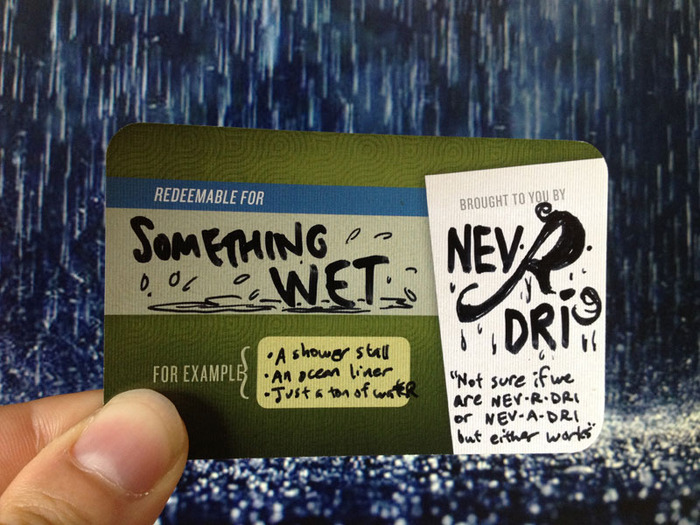 REDEEMABLE FOR
SOMETHING
WET
FOR EXAMPLE
• A shower stall
• An ocean liner
• Just a ton of watER
BROUGHT TO YOU BY
NEV·R
DRI
"Not sure if we
are NEV-R-DRI
or NEV-A-DRI
but either works"